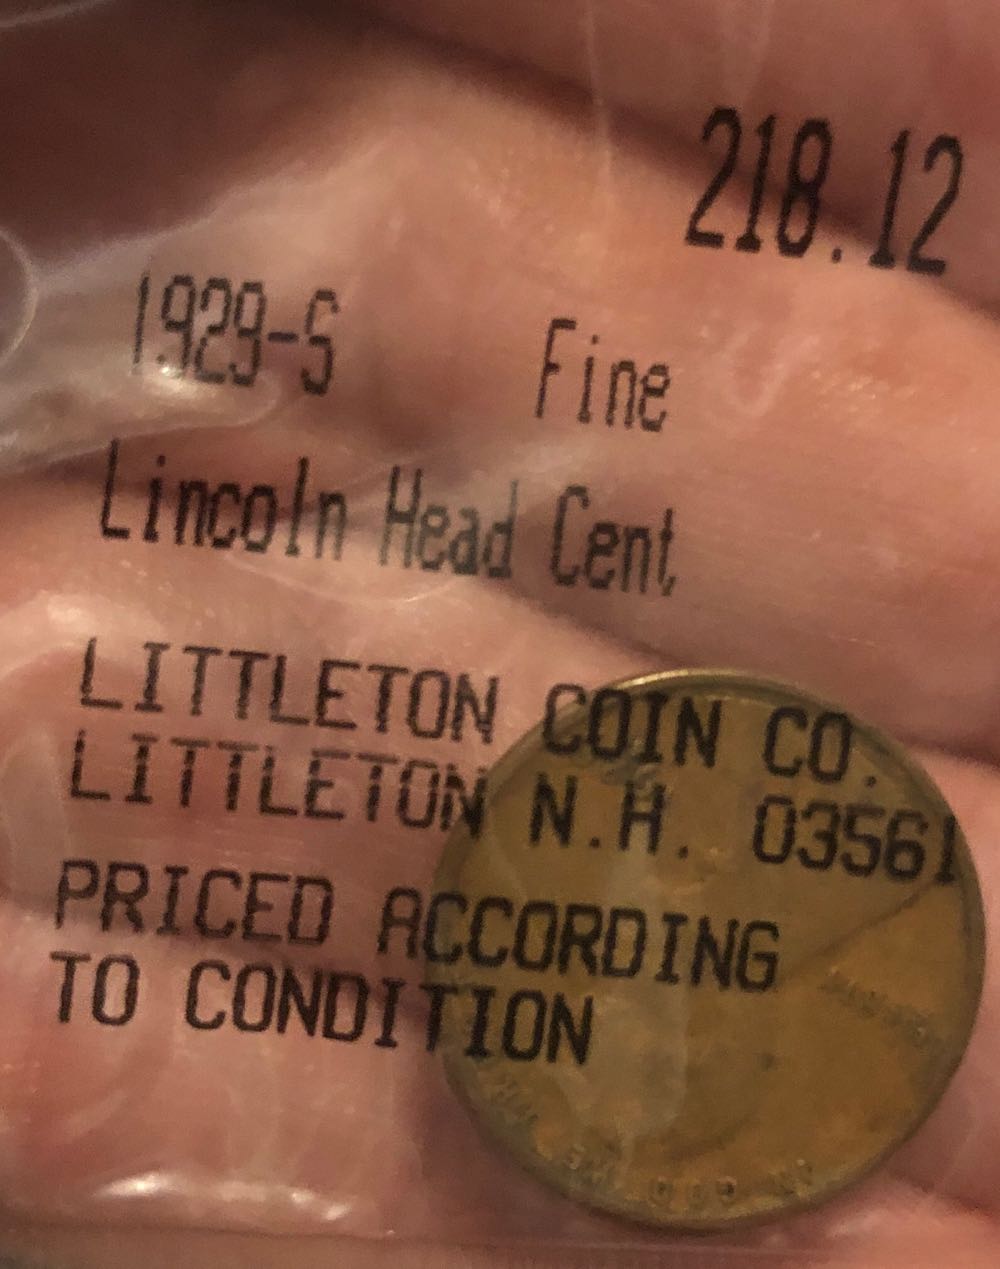 218.12
1929-S Fine
Lincoln Head Cent
LITTLETON COIN CO.
LITTLETON N.H. 03561
PRICED ACCORDING
TO CONDITION